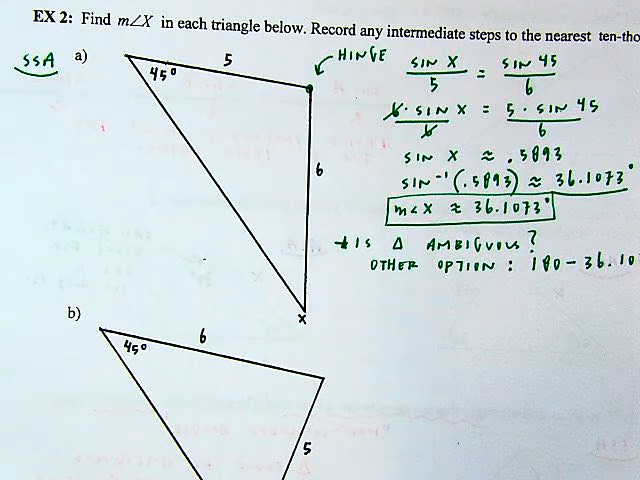 EX 2: Find m∠X in each triangle below. Record any intermediate steps to the nearest ten-tho
SSA a)
5
HINGE
45°
6
x
sin x / 5 = sin 45 / 6
6 · sin x / 6 = 5 · sin 45 / 6
sin x ≈ .5893
sin⁻¹(.5893) ≈ 36.1073°
m∠x ≈ 36.1073°
* IS Δ AMBIGUOUS?
OTHER OPTION: 180 - 36.10
b)
6
45°
5